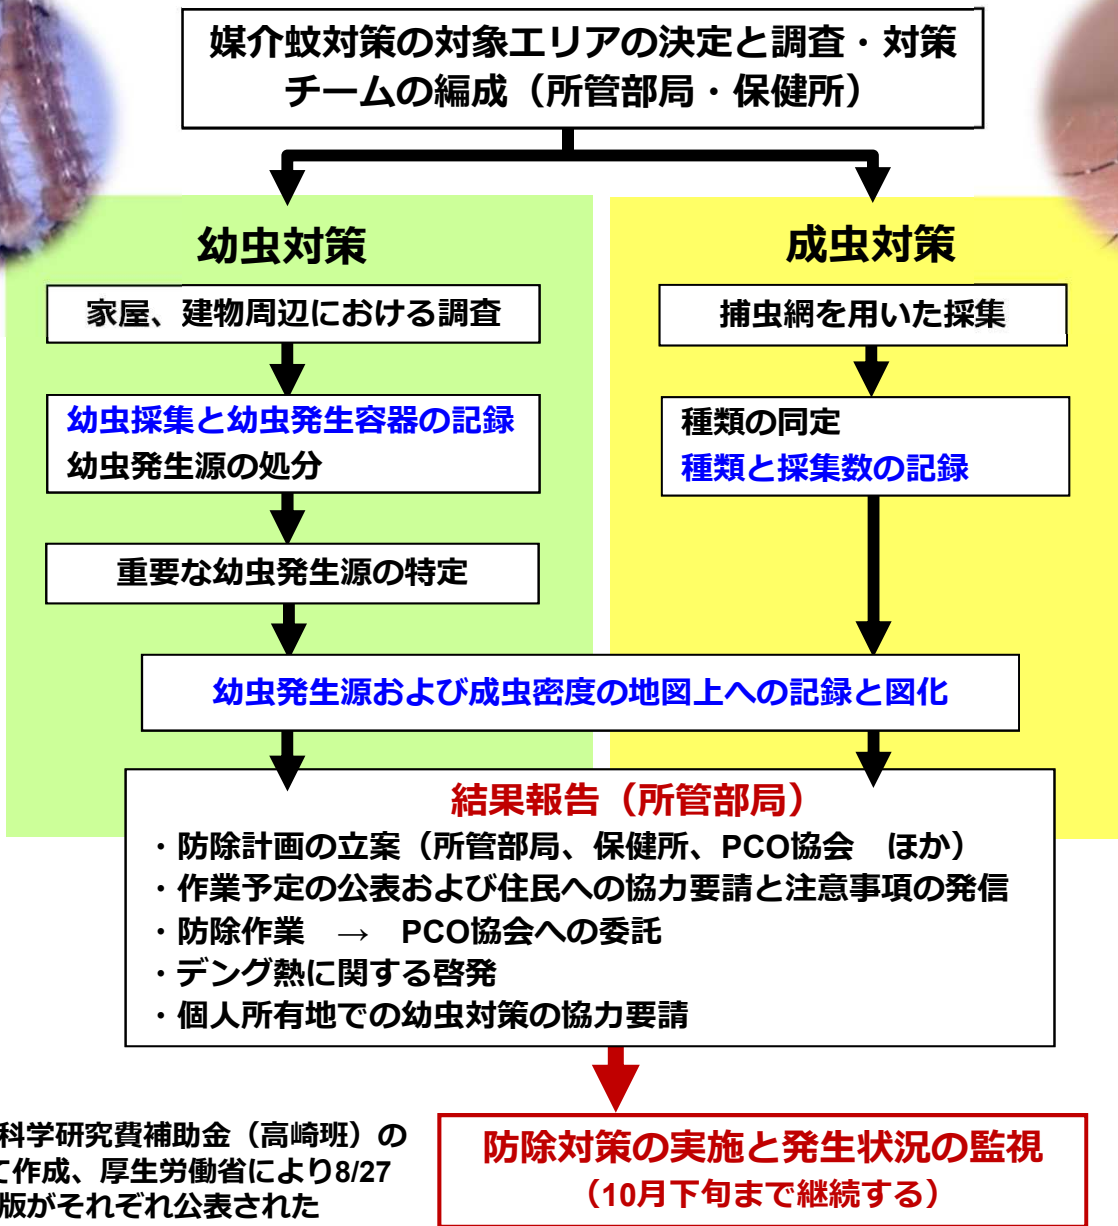 媒介蚊対策の対象エリアの決定と調査・対策
チームの編成（所管部局・保健所）
幼虫対策
家屋、建物周辺における調査
幼虫採集と幼虫発生容器の記録
幼虫発生源の処分
重要な幼虫発生源の特定
成虫対策
捕虫網を用いた採集
種類の同定
種類と採集数の記録
幼虫発生源および成虫密度の地図上への記録と図化
結果報告（所管部局）
・防除計画の立案（所管部局、保健所、PCO協会　ほか）
・作業予定の公表および住民への協力要請と注意事項の発信
・防除作業　→　PCO協会への委託
・デング熱に関する啓発
・個人所有地での幼虫対策の協力要請
科学研究費補助金（高崎班）の
て作成、厚生労働省により8/27
版がそれぞれ公表された
防除対策の実施と発生状況の監視
（10月下旬まで継続する）